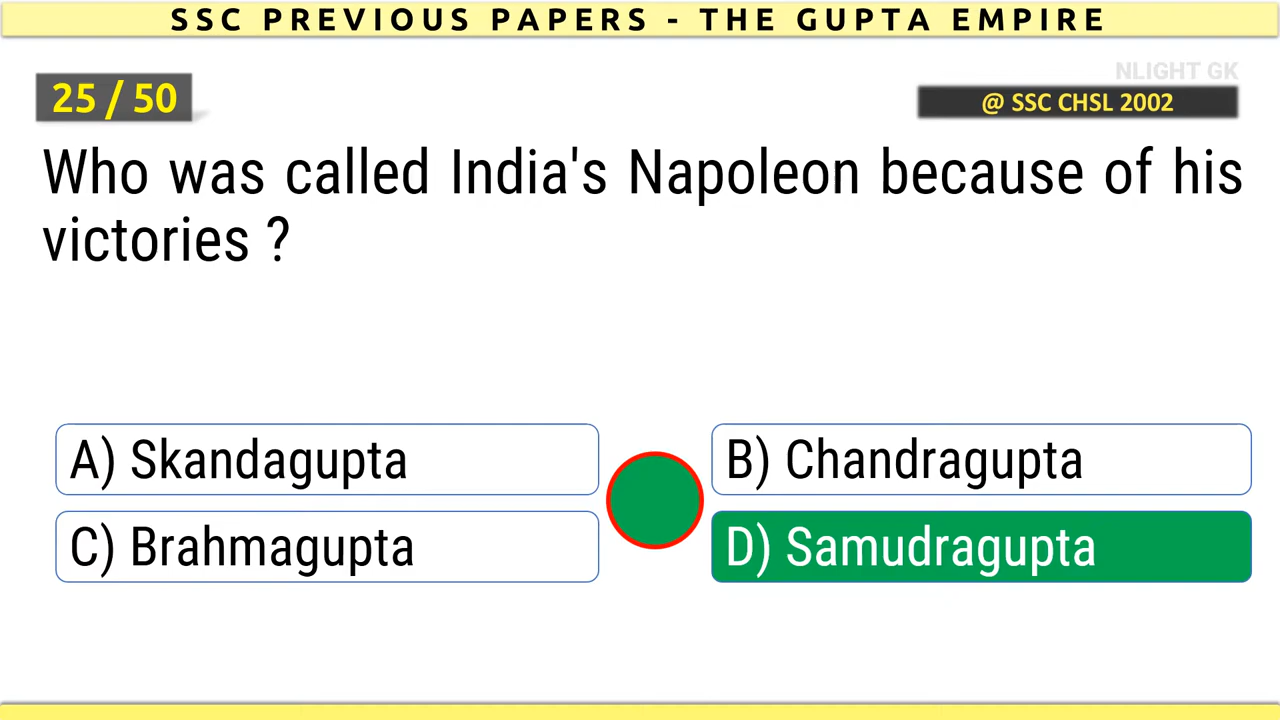 SSC PREVIOUS PAPERS - THE GUPTA EMPIRE
NLIGHT GK
25 / 50
@ SSC CHSL 2002
Who was called India's Napoleon because of his
victories ?
A) Skandagupta
B) Chandragupta
C) Brahmagupta
D) Samudragupta